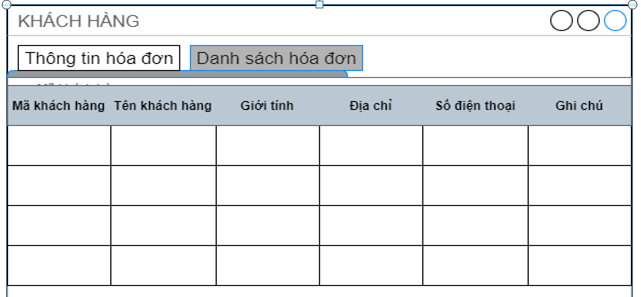 KHÁCH HÀNG
Thông tin hóa đơn Danh sách hóa đơn
Mã khách hàng Tên khách hàng Giới tính Địa chỉ Số điện thoại Ghi chú